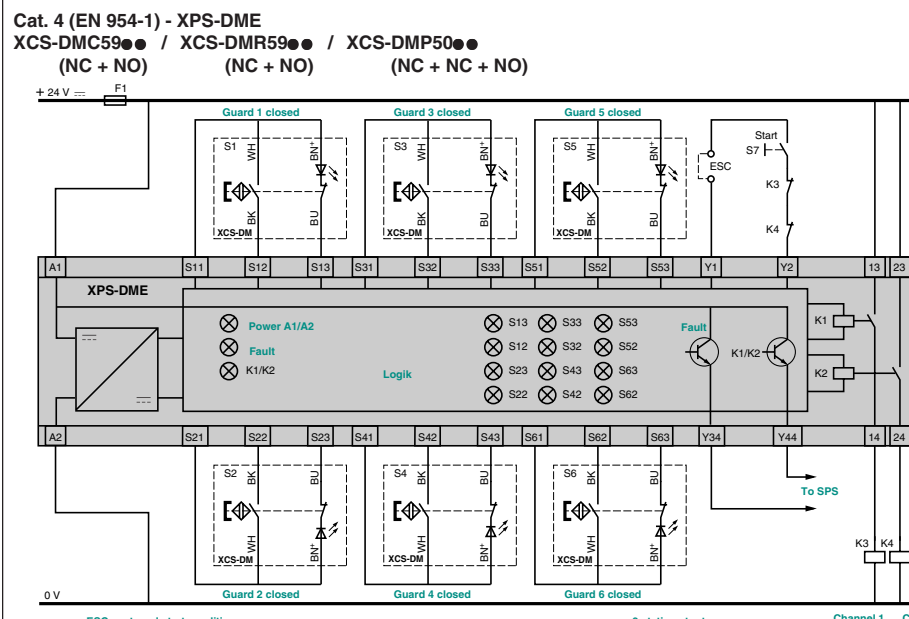 Cat. 4 (EN 954-1) - XPS-DME
XCS-DMC59●● / XCS-DMR59●● / XCS-DMP50●●
(NC + NO) (NC + NO) (NC + NC + NO)
+ 24 V F1
Guard 1 closed Guard 3 closed Guard 5 closed
S1 WH BN+ S3 WH BN+ S5 WH BN+
Start
S7
ESC
K3
BK BU BK BU BK BU K4
XCS-DM XCS-DM XCS-DM
A1 S11 S12 S13 S31 S32 S33 S51 S52 S53 Y1 Y2 13 23
XPS-DME
Power A1/A2 S13 S33 S53 Fault K1
Fault S12 S32 S52 K1/K2
K1/K2 Logik S23 S43 S63 K2
S22 S42 S62
A2 S21 S22 S23 S41 S42 S43 S61 S62 S63 Y34 Y44 14 24
S2 BK BU S4 BK BU S6 BK BU
To SPS
WH BN+ WH BN+ WH BN+ K3 K4
XCS-DM XCS-DM XCS-DM
0 V Guard 2 closed Guard 4 closed Guard 6 closed
Channel 1